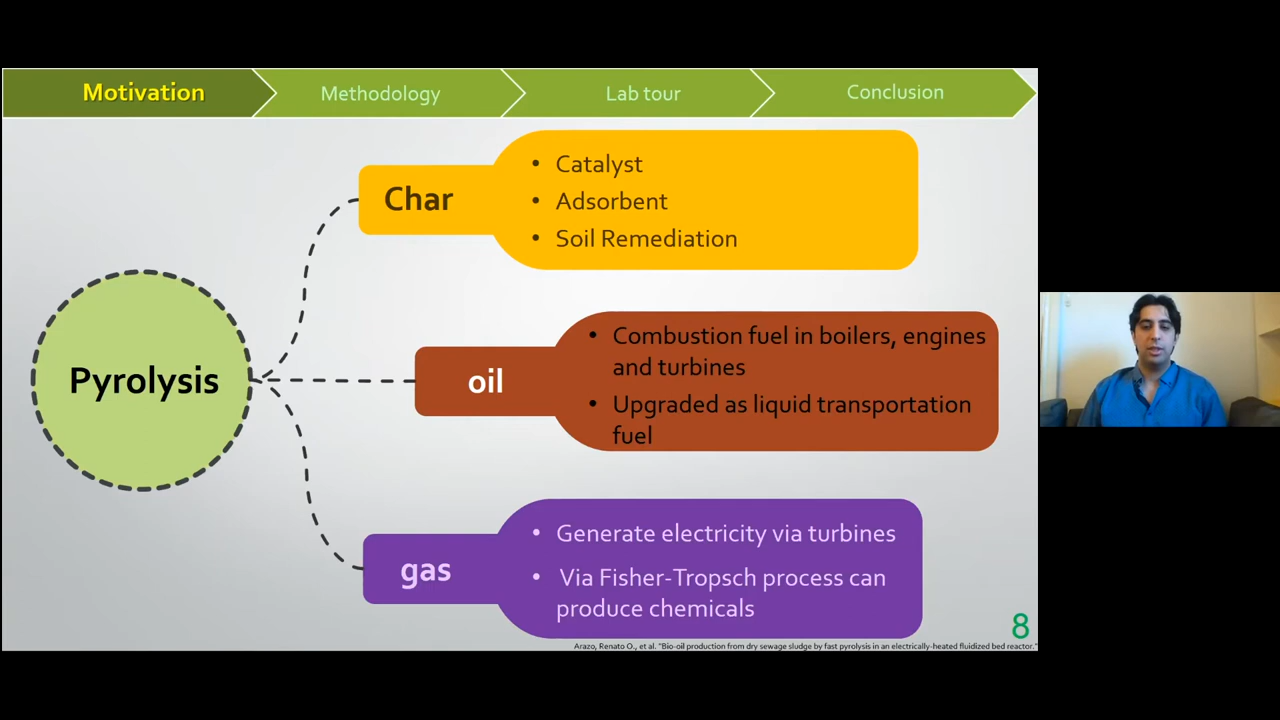 Motivation
Methodology
Lab tour
Conclusion
Char
• Catalyst
• Adsorbent
• Soil Remediation
Pyrolysis
oil
• Combustion fuel in boilers, engines
and turbines
• Upgraded as liquid transportation
fuel
gas
• Generate electricity via turbines
• Via Fisher-Tropsch process can
produce chemicals
8
Arazo, Renato O., et al. "Bio-oil production from dry sewage sludge by fast pyrolysis in an electrically-heated fluidized bed reactor."